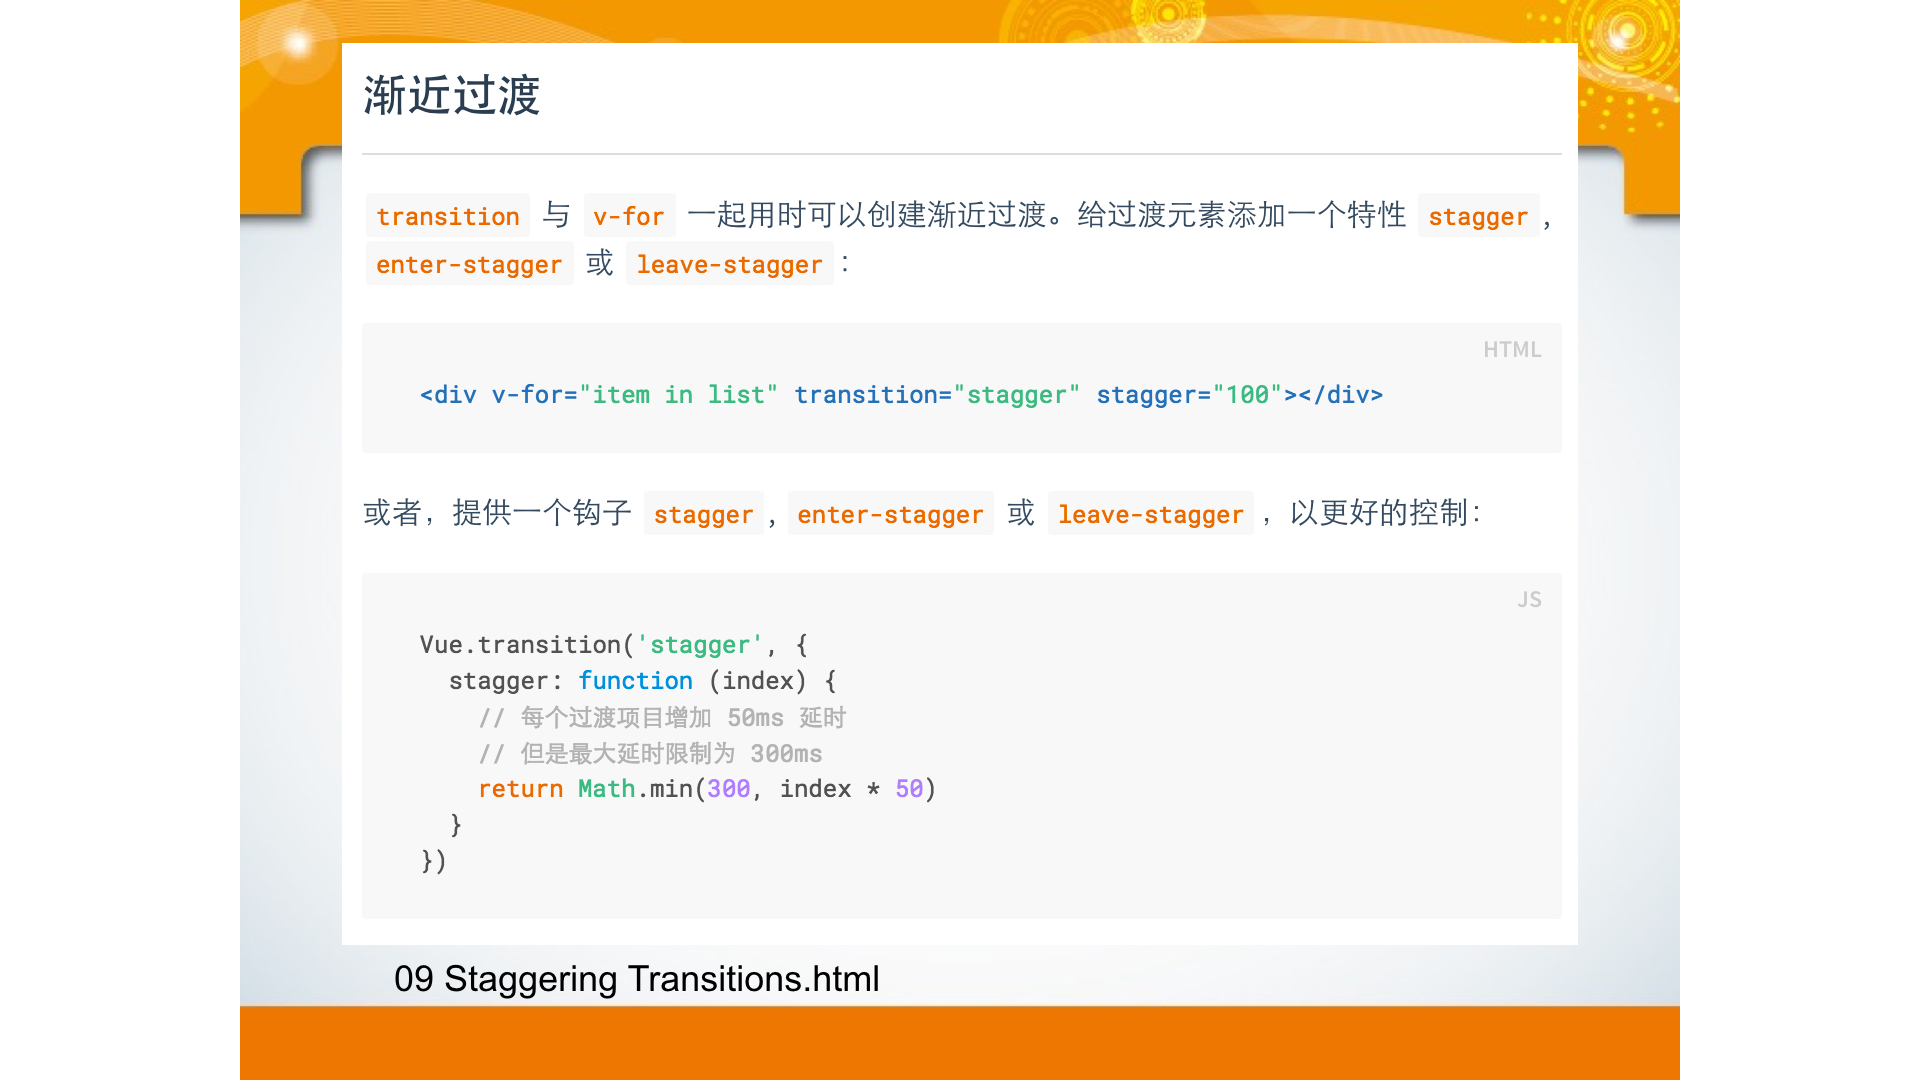 渐近过渡
transition 与 v-for 一起用时可以创建渐近过渡。给过渡元素添加一个特性 stagger,
enter-stagger 或 leave-stagger：
HTML
<div v-for="item in list" transition="stagger" stagger="100"></div>
或者，提供一个钩子 stagger, enter-stagger 或 leave-stagger，以更好的控制：
JS
Vue.transition('stagger', {
  stagger: function (index) {
    // 每个过渡项目增加 50ms 延时
    // 但是最大延时限制为 300ms
    return Math.min(300, index * 50)
  }
})
09 Staggering Transitions.html